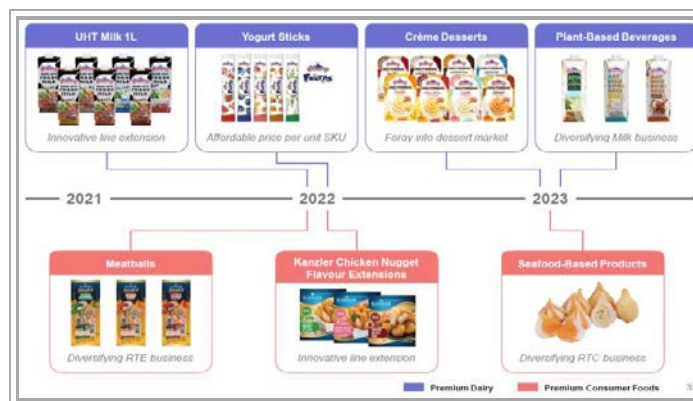 UHT Milk 1L
Innovative line extension
Yogurt Sticks
Affordable price per unit SKU
Crème Desserts
Foray into dessert market
Plant-Based Beverages
Diversifying Milk business
2021
2022
2023
Meatballs
Diversifying RTE business
Kanzler Chicken Nugget
Flavour Extensions
Innovative line extension
Seafood-Based Products
Diversifying RTC business
Premium Dairy
Premium Consumer Foods